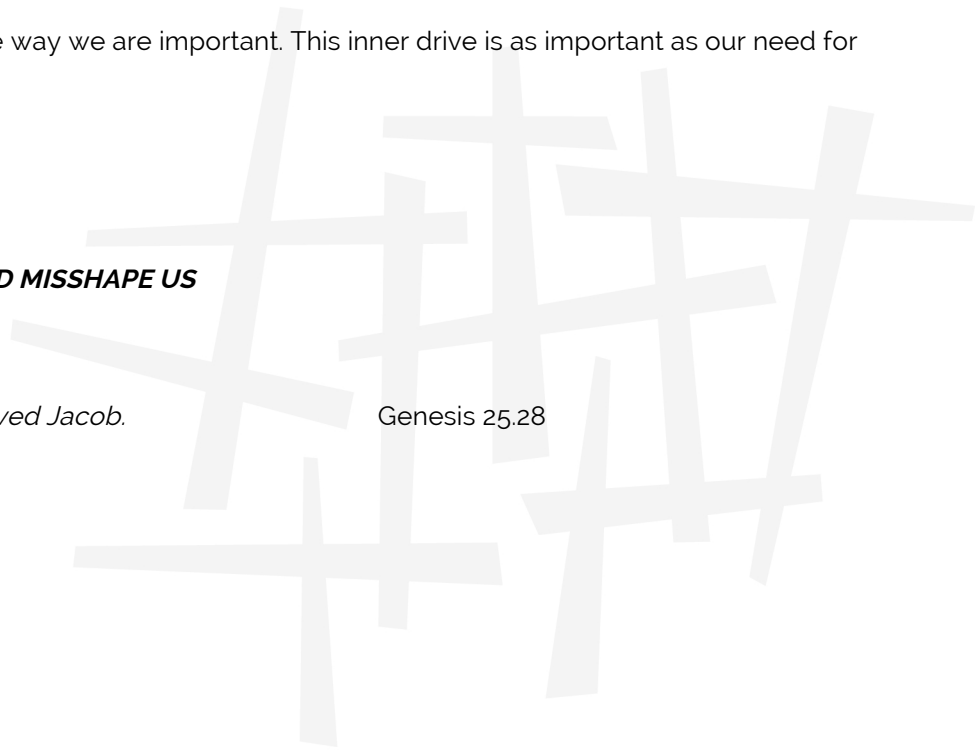 way we are important. This inner drive is as important as our need for
MISSHAPE US
Jacob.
Genesis 25.28